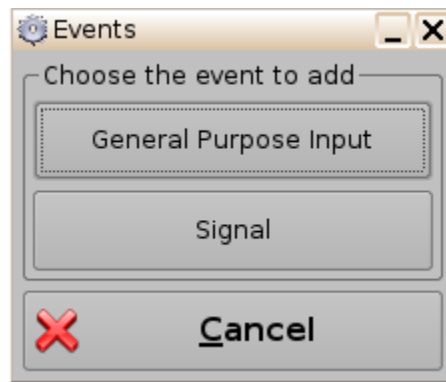 Events
Choose the event to add
General Purpose Input
Signal
Cancel